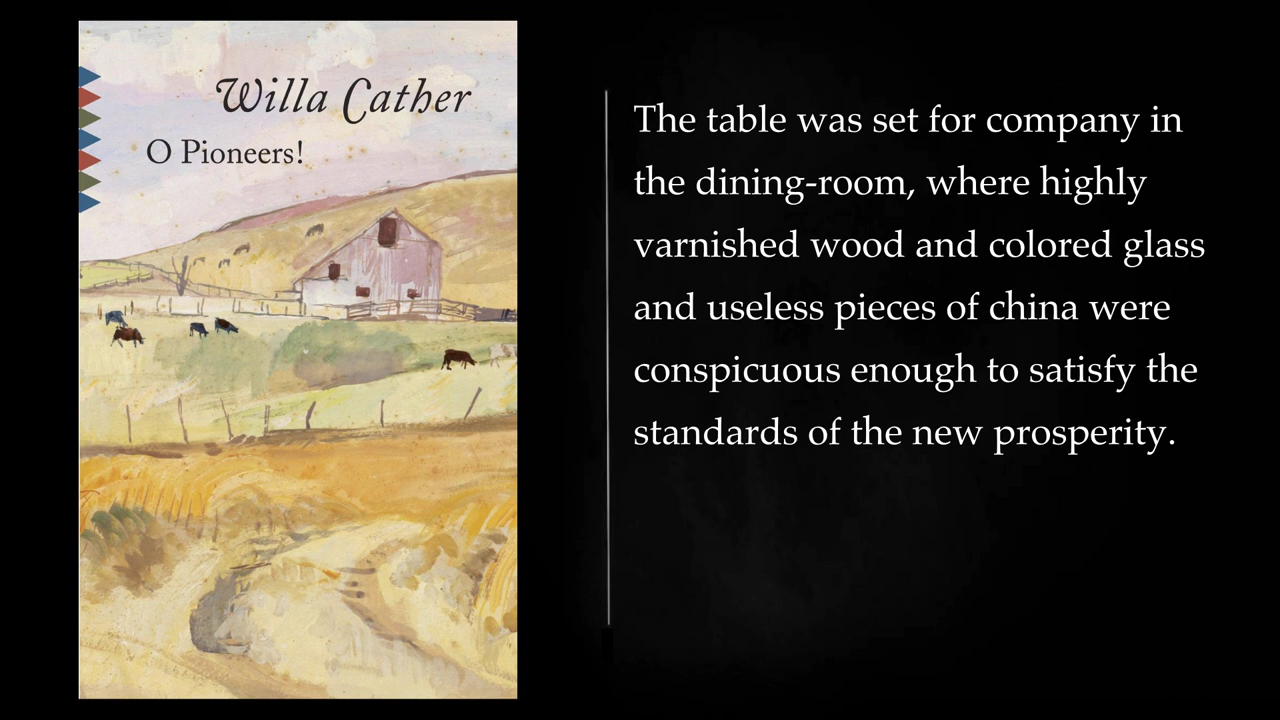 Willa Cather
O Pioneers!
The table was set for company in
the dining-room, where highly
varnished wood and colored glass
and useless pieces of china were
conspicuous enough to satisfy the
standards of the new prosperity.